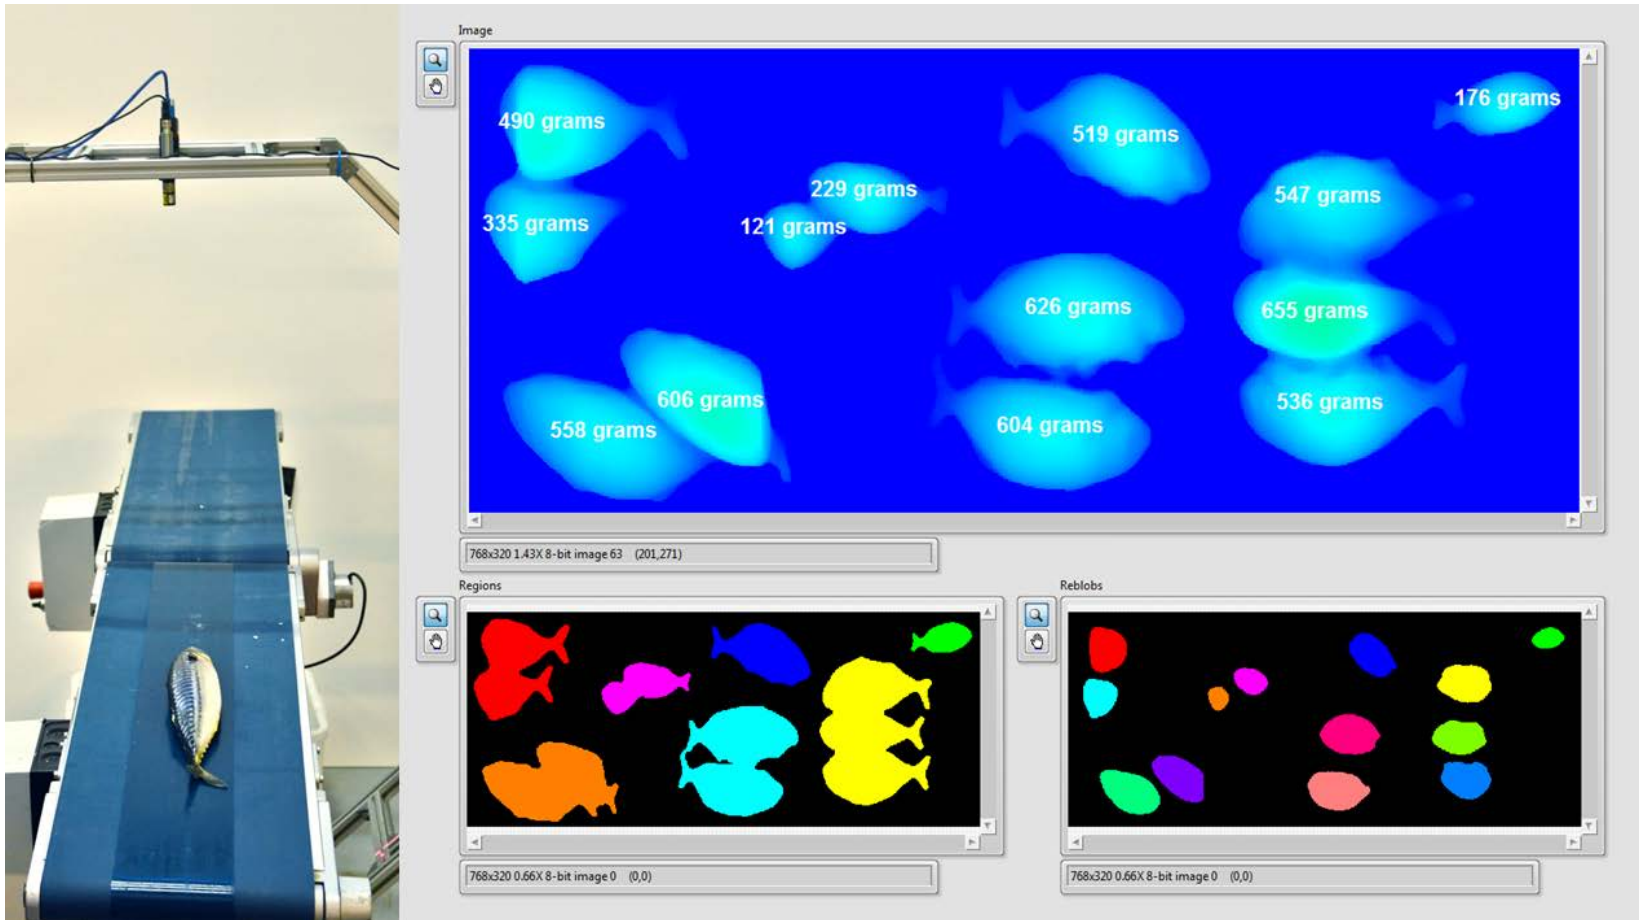 Image
490 grams
519 grams
176 grams
229 grams
547 grams
335 grams
121 grams
626 grams
655 grams
606 grams
536 grams
558 grams
604 grams
768x320 1.43X 8-bit image 63 (201,271)
Regions
Reblobs
768x320 0.66X 8-bit image 0 (0,0)
768x320 0.66X 8-bit image 0 (0,0)